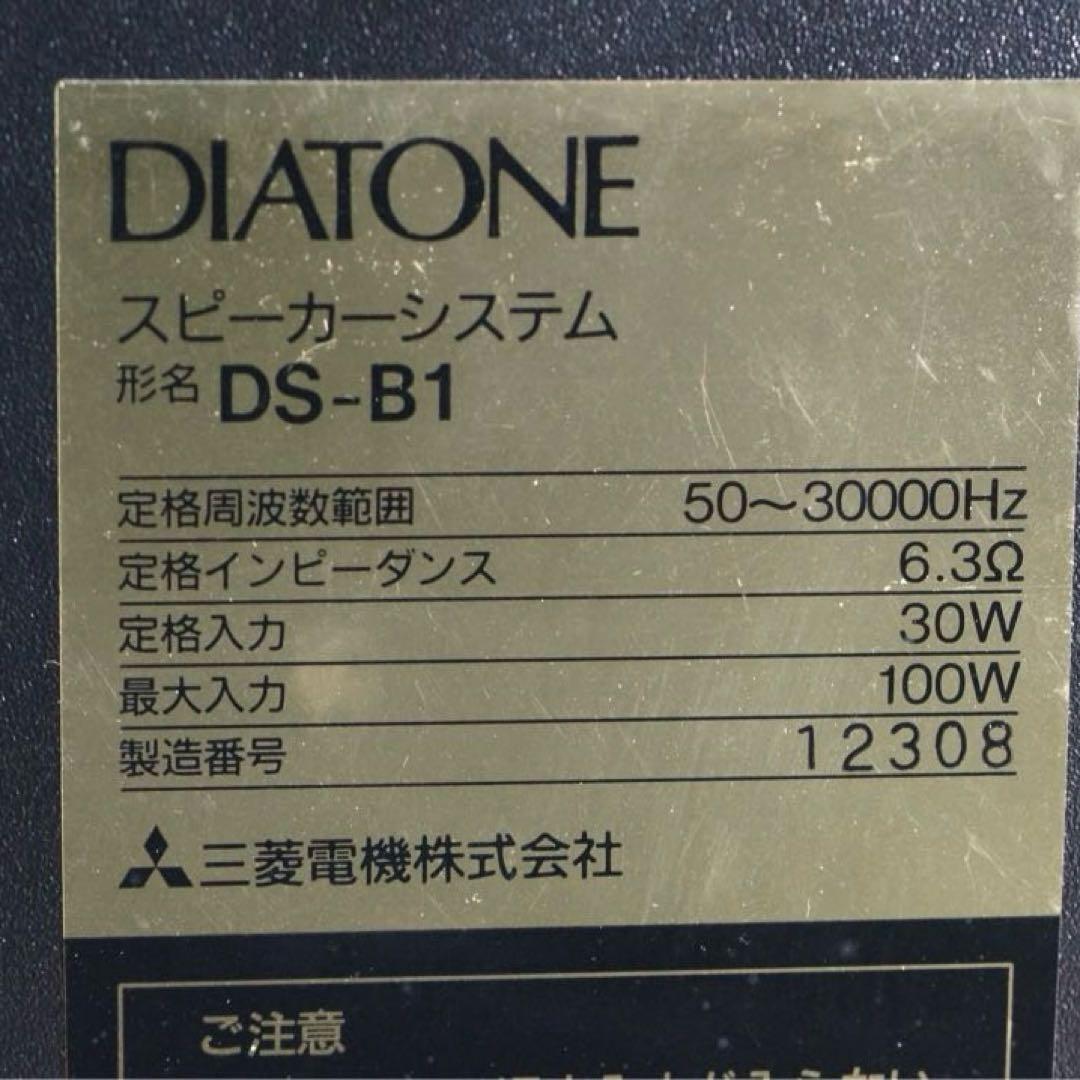 DIATONE
スピーカーシステム
形名 DS-B1
定格周波数範囲 50〜30000Hz
定格インピーダンス 6.3Ω
定格入力 30W
最大入力 100W
製造番号 12308
三菱電機株式会社
ご注意